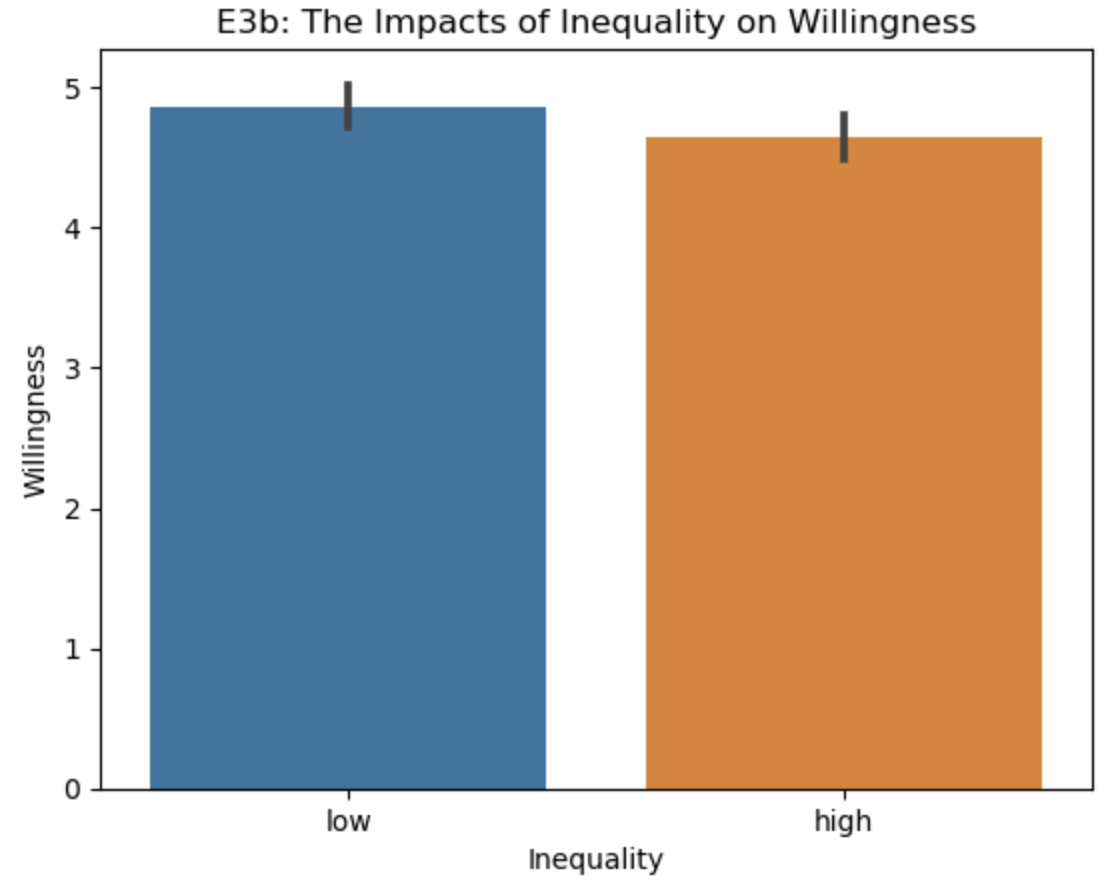 E3b: The Impacts of Inequality on Willingness
5
4
3
2
1
0
Willingness
low
high
Inequality